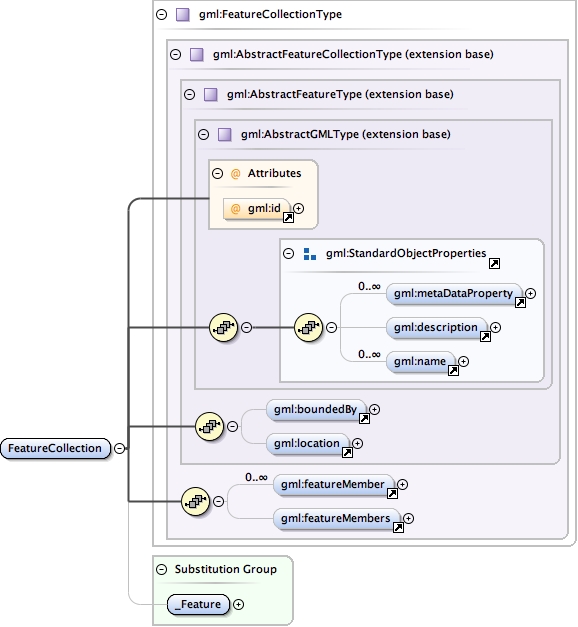 gml:FeatureCollectionType
gml:AbstractFeatureCollectionType (extension base)
gml:AbstractFeatureType (extension base)
gml:AbstractGMLType (extension base)
@ Attributes
@ gml:id
gml:StandardObjectProperties
0..∞
gml:metaDataProperty
gml:description
0..∞
gml:name
gml:boundedBy
gml:location
FeatureCollection
0..∞
gml:featureMember
gml:featureMembers
Substitution Group
_Feature